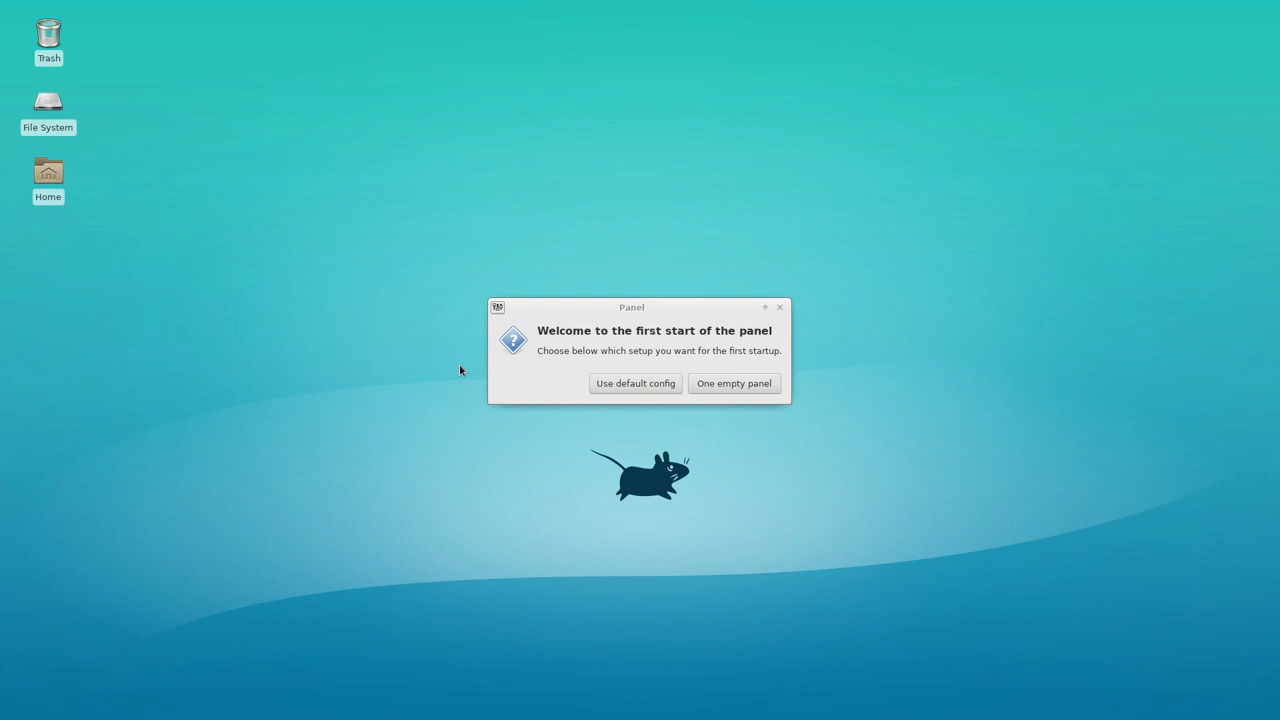 Trash
File System
Home
Panel
Welcome to the first start of the panel
Choose below which setup you want for the first startup.
Use default config
One empty panel